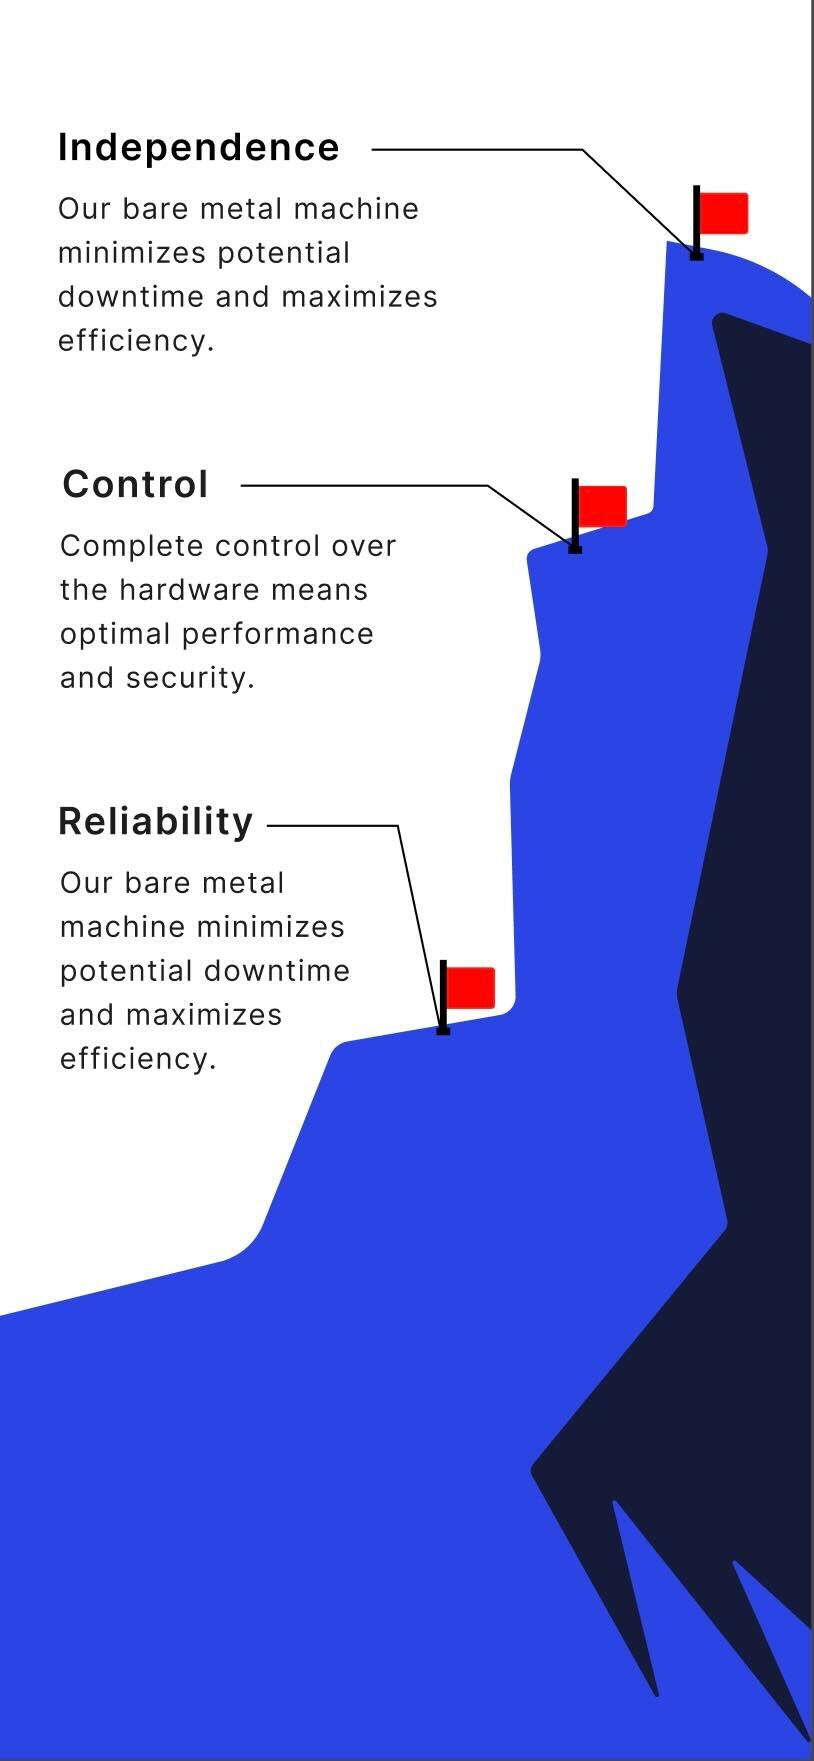 Independence
Our bare metal machine
minimizes potential
downtime and maximizes
efficiency.
Control
Complete control over
the hardware means
optimal performance
and security.
Reliability
Our bare metal
machine minimizes
potential downtime
and maximizes
efficiency.